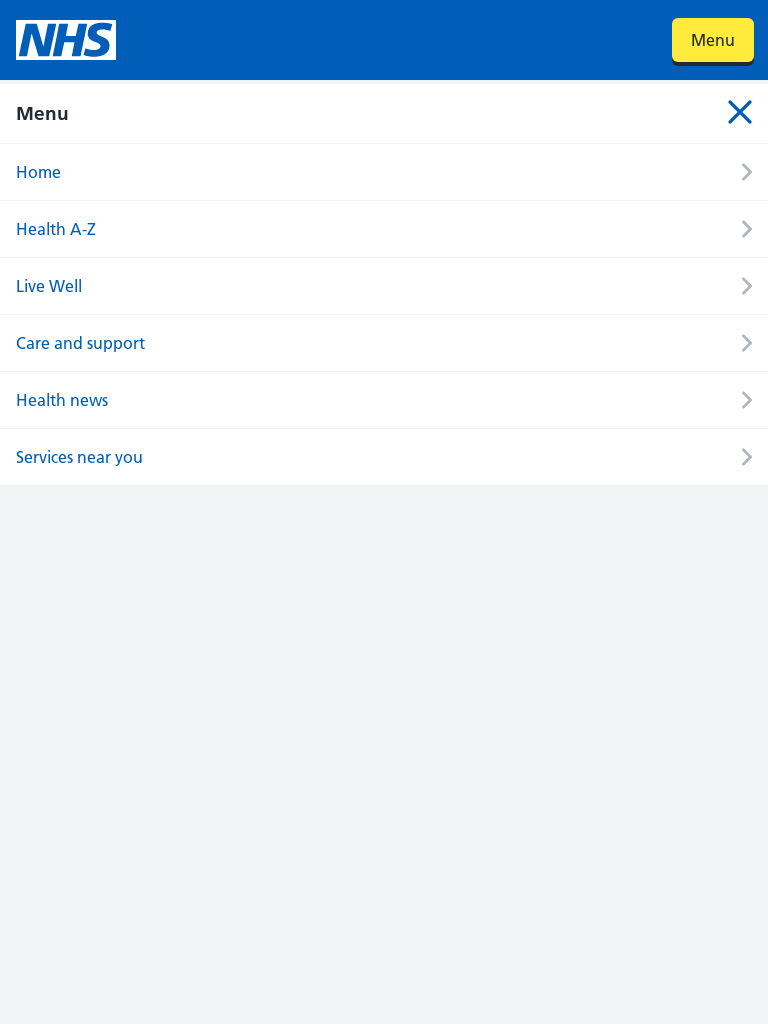 NHS
Menu
Menu
Home
Health A-Z
Live Well
Care and support
Health news
Services near you